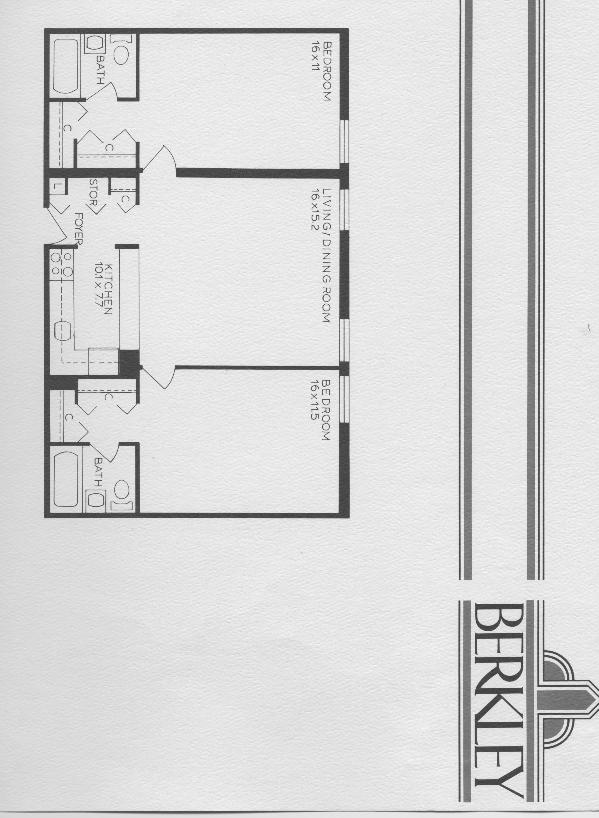 BEDROOM
16 x 11
BATH
C
C
LIVING/DINING ROOM
16 x 15.2
C
STOR
L
FOYER
KITCHEN
10.1 x 7.7
BEDROOM
16 x 11.5
C
C
BATH
BERKLEY